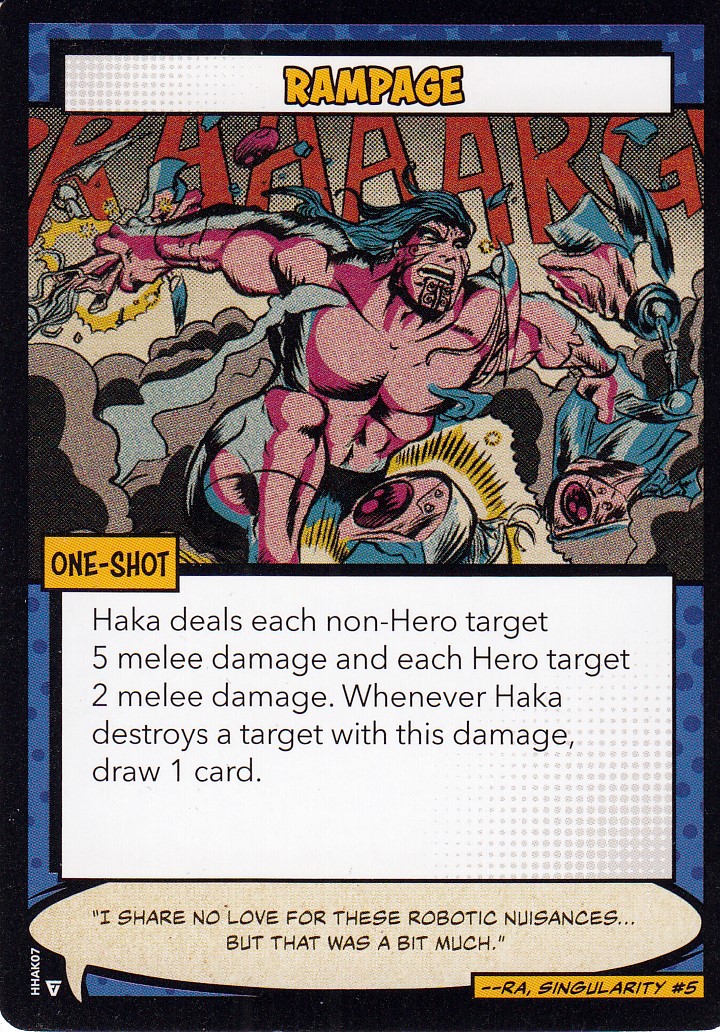 RAMPAGE
RAAAARG
ONE-SHOT
Haka deals each non-Hero target
5 melee damage and each Hero target
2 melee damage. Whenever Haka
destroys a target with this damage,
draw 1 card.
"I SHARE NO LOVE FOR THESE ROBOTIC NUISANCES...
BUT THAT WAS A BIT MUCH."
--RA, SINGULARITY #5
HHAK07